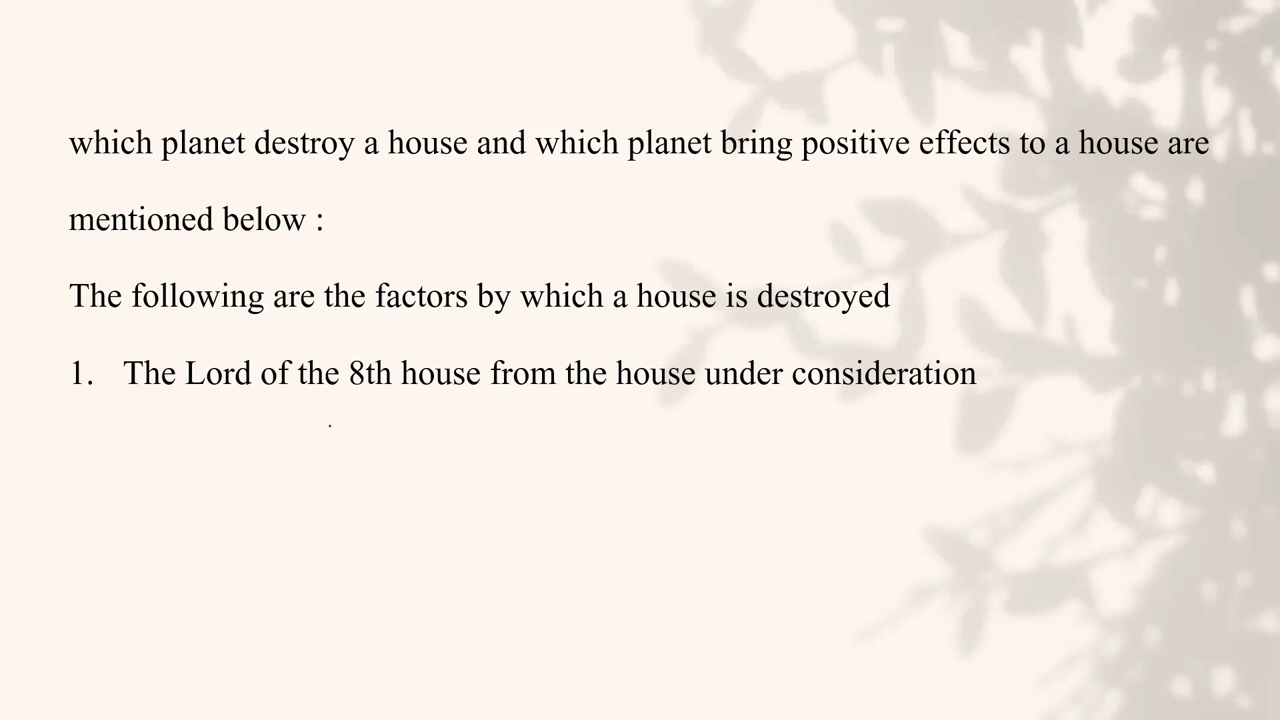 which planet destroy a house and which planet bring positive effects to a house are
mentioned below :
The following are the factors by which a house is destroyed
1. The Lord of the 8th house from the house under consideration